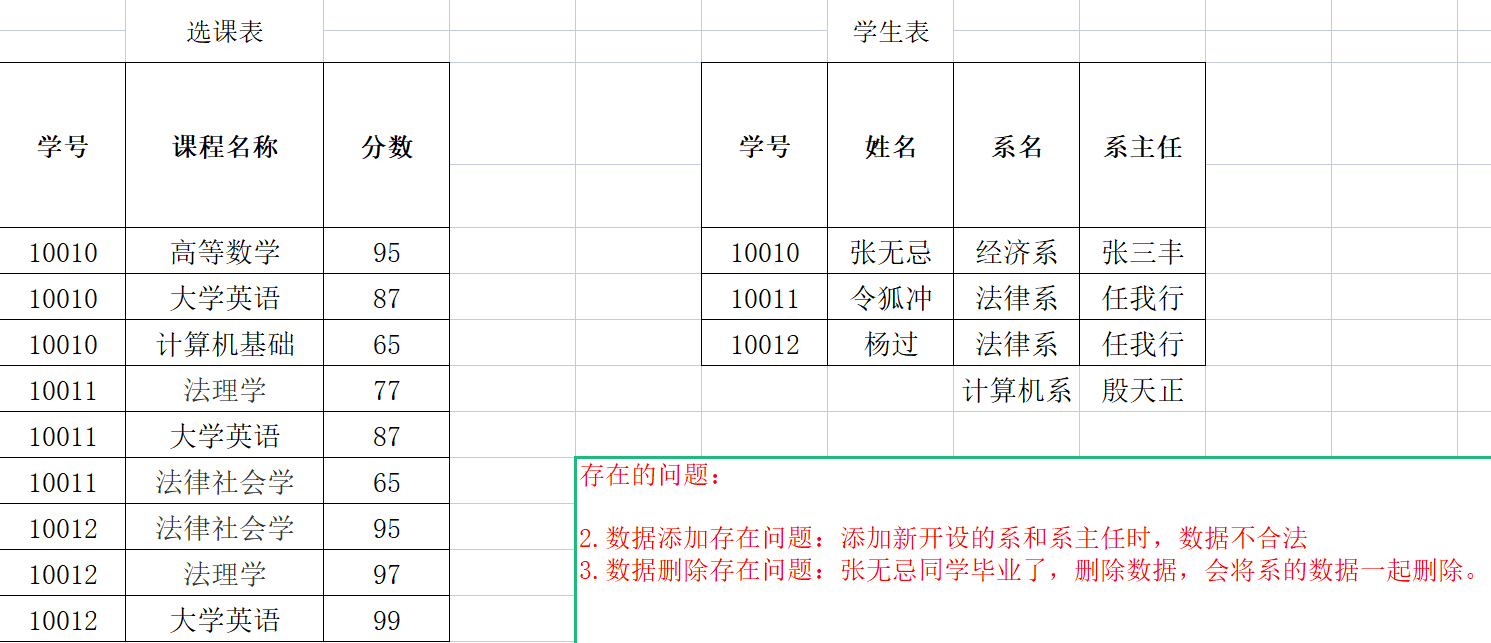 选课表
学号 课程名称 分数
10010 高等数学 95
10010 大学英语 87
10010 计算机基础 65
10011 法理学 77
10011 大学英语 87
10011 法律社会学 65
10012 法律社会学 95
10012 法理学 97
10012 大学英语 99
学生表
学号 姓名 系名 系主任
10010 张无忌 经济系 张三丰
10011 令狐冲 法律系 任我行
10012 杨过 法律系 任我行
计算机系 殷天正
存在的问题：
2.数据添加存在问题：添加新开设的系和系主任时，数据不合法
3.数据删除存在问题：张无忌同学毕业了，删除数据，会将系的数据一起删除。